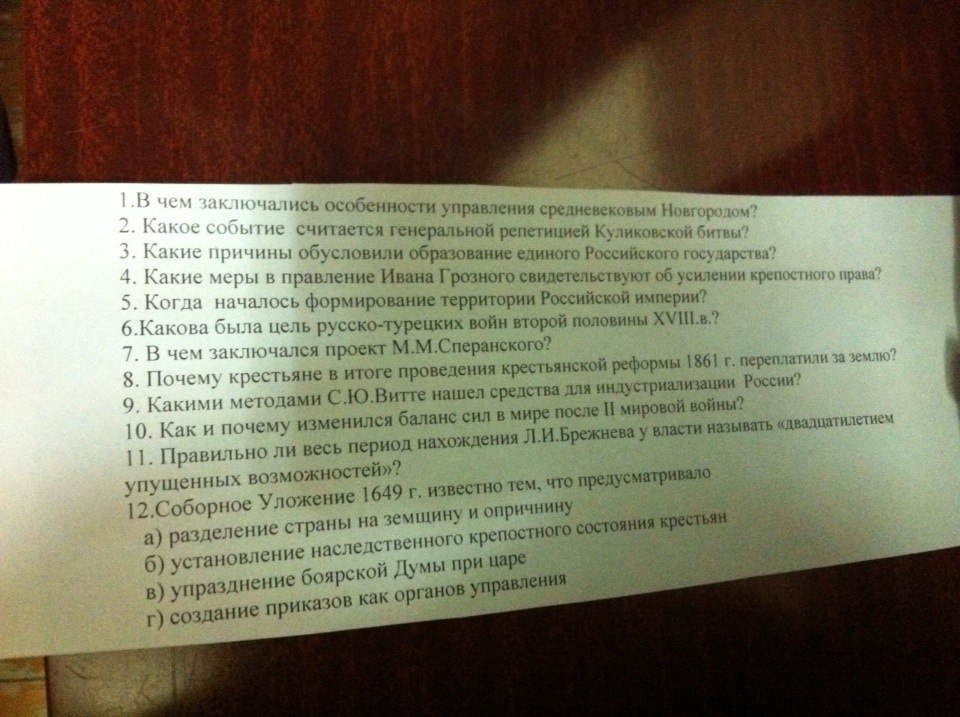 1.В чем заключались особенности управления средневековым Новгородом?
2. Какое событие считается генеральной репетицией Куликовской битвы?
3. Какие причины обусловили образование единого Российского государства?
4. Какие меры в правление Ивана Грозного свидетельствуют об усилении крепостного права?
5. Когда началось формирование территории Российской империи?
6.Какова была цель русско-турецких войн второй половины XVIII.в.?
7. В чем заключался проект М.М.Сперанского?
8. Почему крестьяне в итоге проведения крестьянской реформы 1861 г. переплатили за землю?
9. Какими методами С.Ю.Витте нашел средства для индустриализации России?
10. Как и почему изменился баланс сил в мире после II мировой войны?
11. Правильно ли весь период нахождения Л.И.Брежнева у власти называть «двадцатилетием
упущенных возможностей»?
12.Соборное Уложение 1649 г. известно тем, что предусматривало
а) разделение страны на земщину и опричнину
б) установление наследственного крепостного состояния крестьян
в) упразднение боярской Думы при царе
г) создание приказов как органов управления